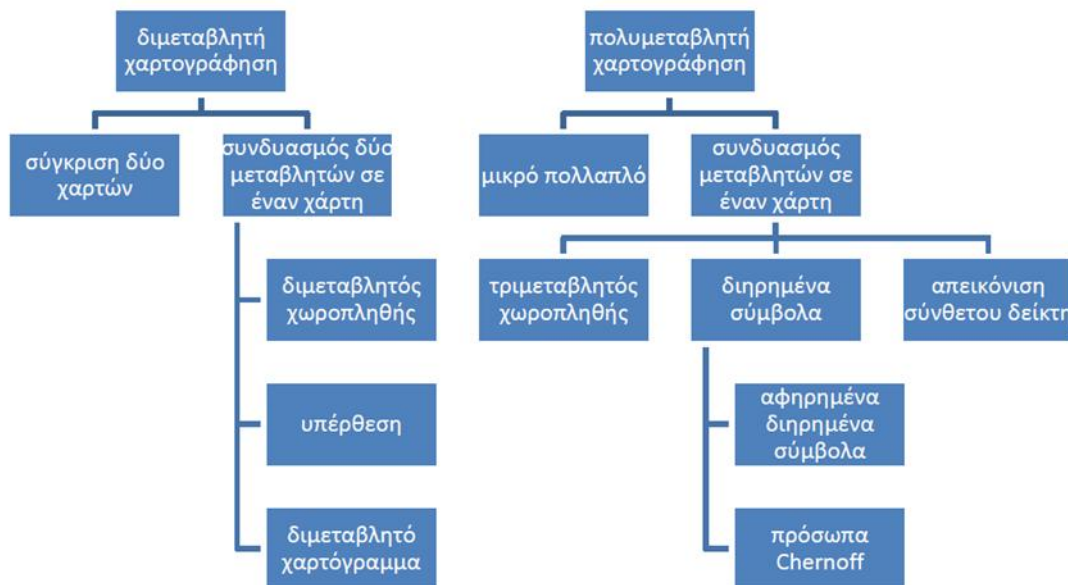 διμεταβλητή
χαρτογράφηση
σύγκριση δύο
χαρτών
συνδυασμός δύο
μεταβλητών σε
έναν χάρτη
διμεταβλητός
χωροπληθής
υπέρθεση
διμεταβλητό
χαρτόγραμμα
πολυμεταβλητή
χαρτογράφηση
μικρό πολλαπλό
συνδυασμός
μεταβλητών σε
έναν χάρτη
τριμεταβλητός
χωροπληθής
διηρημένα
σύμβολα
αφηρημένα
διηρημένα
σύμβολα
πρόσωπα
Chernoff
απεικόνιση
σύνθετου δείκτη